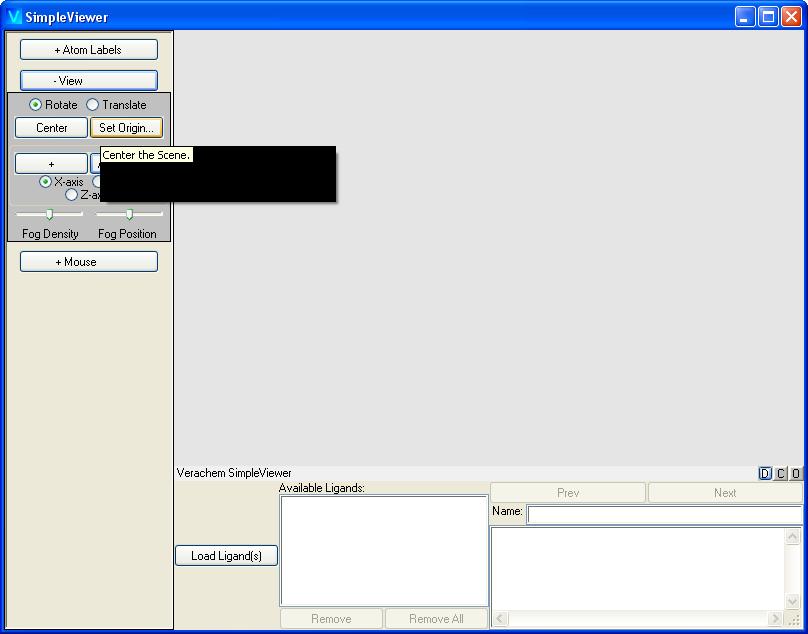 SimpleViewer
+ Atom Labels
- View
Rotate Translate
Center Set Origin...
Center the Scene.
+
X-axis
Fog Density Fog Position
+ Mouse
Verachem SimpleViewer D C O
Available Ligands:
Prev Next
Name:
Load Ligand(s)
Remove Remove All